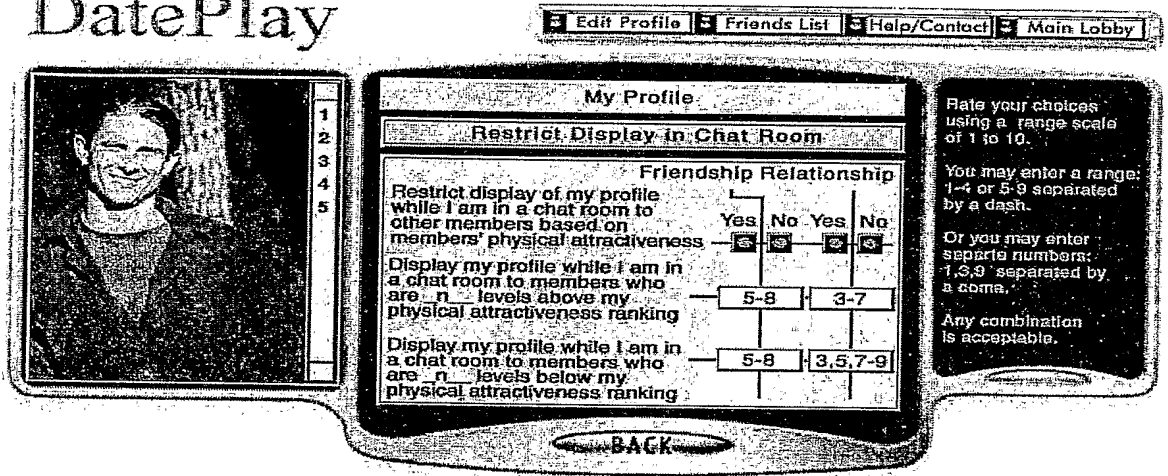 DatePlay
Edit Profile Friends List Help/Contact Main Lobby
1
2
3
4
5
My Profile
Restrict Display in Chat Room
Friendship Relationship
Restrict display of my profile
while I am in a chat room to
other members based on
members' physical attractiveness
Yes No Yes No
Display my profile while I am in
a chat room to members who
are _n_ levels above my
physical attractiveness ranking
5-8 3-7
Display my profile while I am in
a chat room to members who
are _n_ levels below my
physical attractiveness ranking
5-8 3,5,7-9
BACK
Rate your choices
using a range scale
of 1 to 10.
You may enter a range:
1-4 or 5-9 separated
by a dash.
Or you may enter
separte numbers:
1,3,9 separated by
a coma.
Any combination
is acceptable.